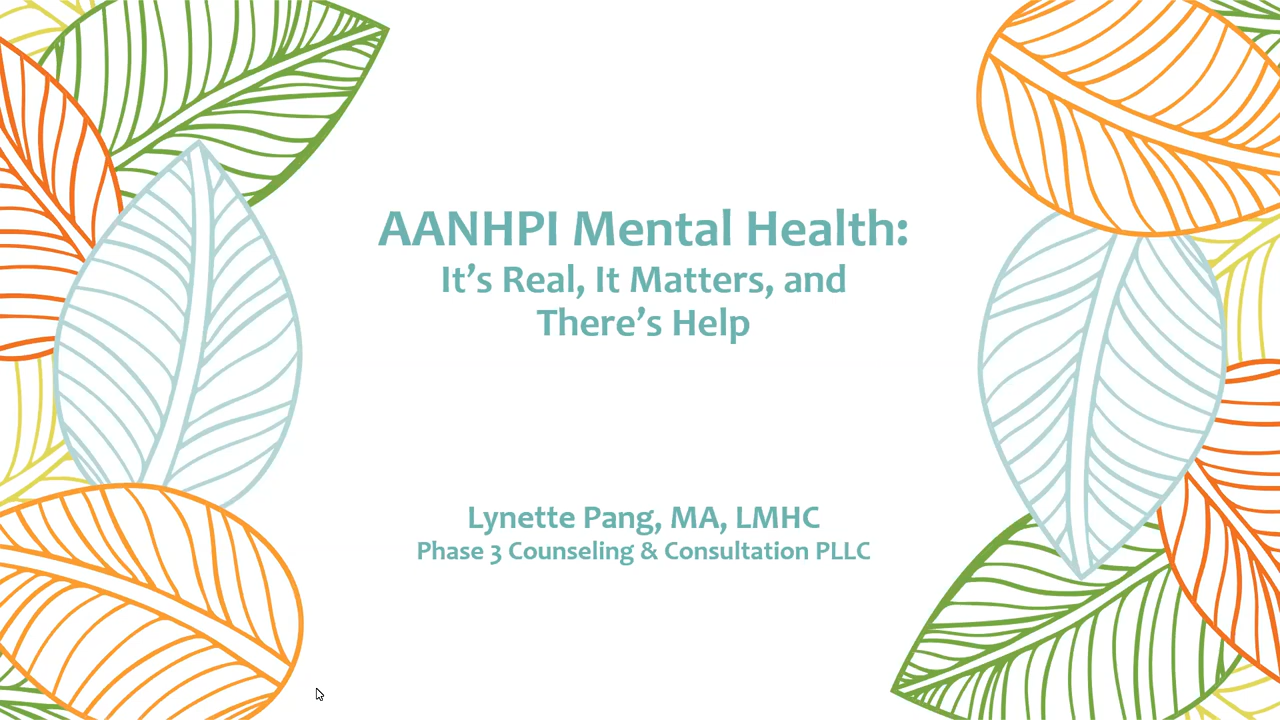 AANHPI Mental Health:
It’s Real, It Matters, and
There’s Help
Lynette Pang, MA, LMHC
Phase 3 Counseling & Consultation PLLC